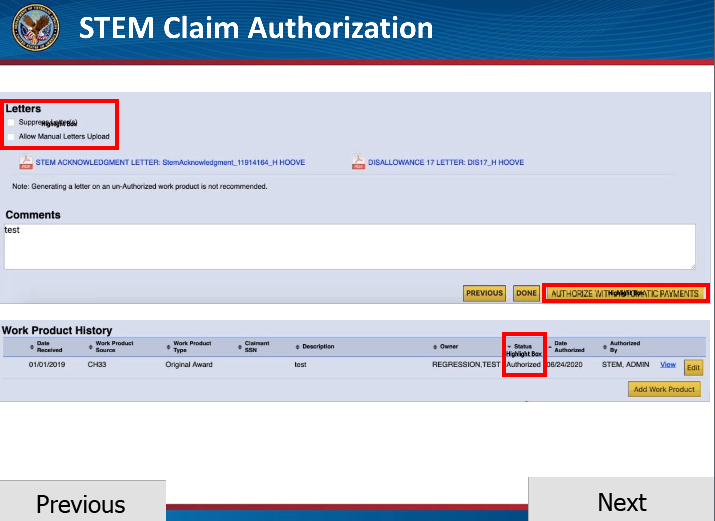 STEM Claim Authorization
Letters
Suppress Letter(s)
Highlight Box
Allow Manual Letters Upload
STEM ACKNOWLEDGMENT LETTER: StemAcknowledgment_11914164_H HOOVE
DISALLOWANCE 17 LETTER: DIS17_H HOOVE
Note: Generating a letter on an un-Authorized work product is not recommended.
Comments
test
PREVIOUS DONE AUTHORIZE WITH AUTOMATIC PAYMENTS
Highlight Box
Work Product History
Date Received Work Product Source Work Product Type Claimant SSN Description Owner Status Date Authorized Authorized By
Highlight Box
01/01/2019 CH33 Original Award test REGRESSION,TEST Authorized 06/24/2020 STEM, ADMIN View Edit
Add Work Product
Previous Next